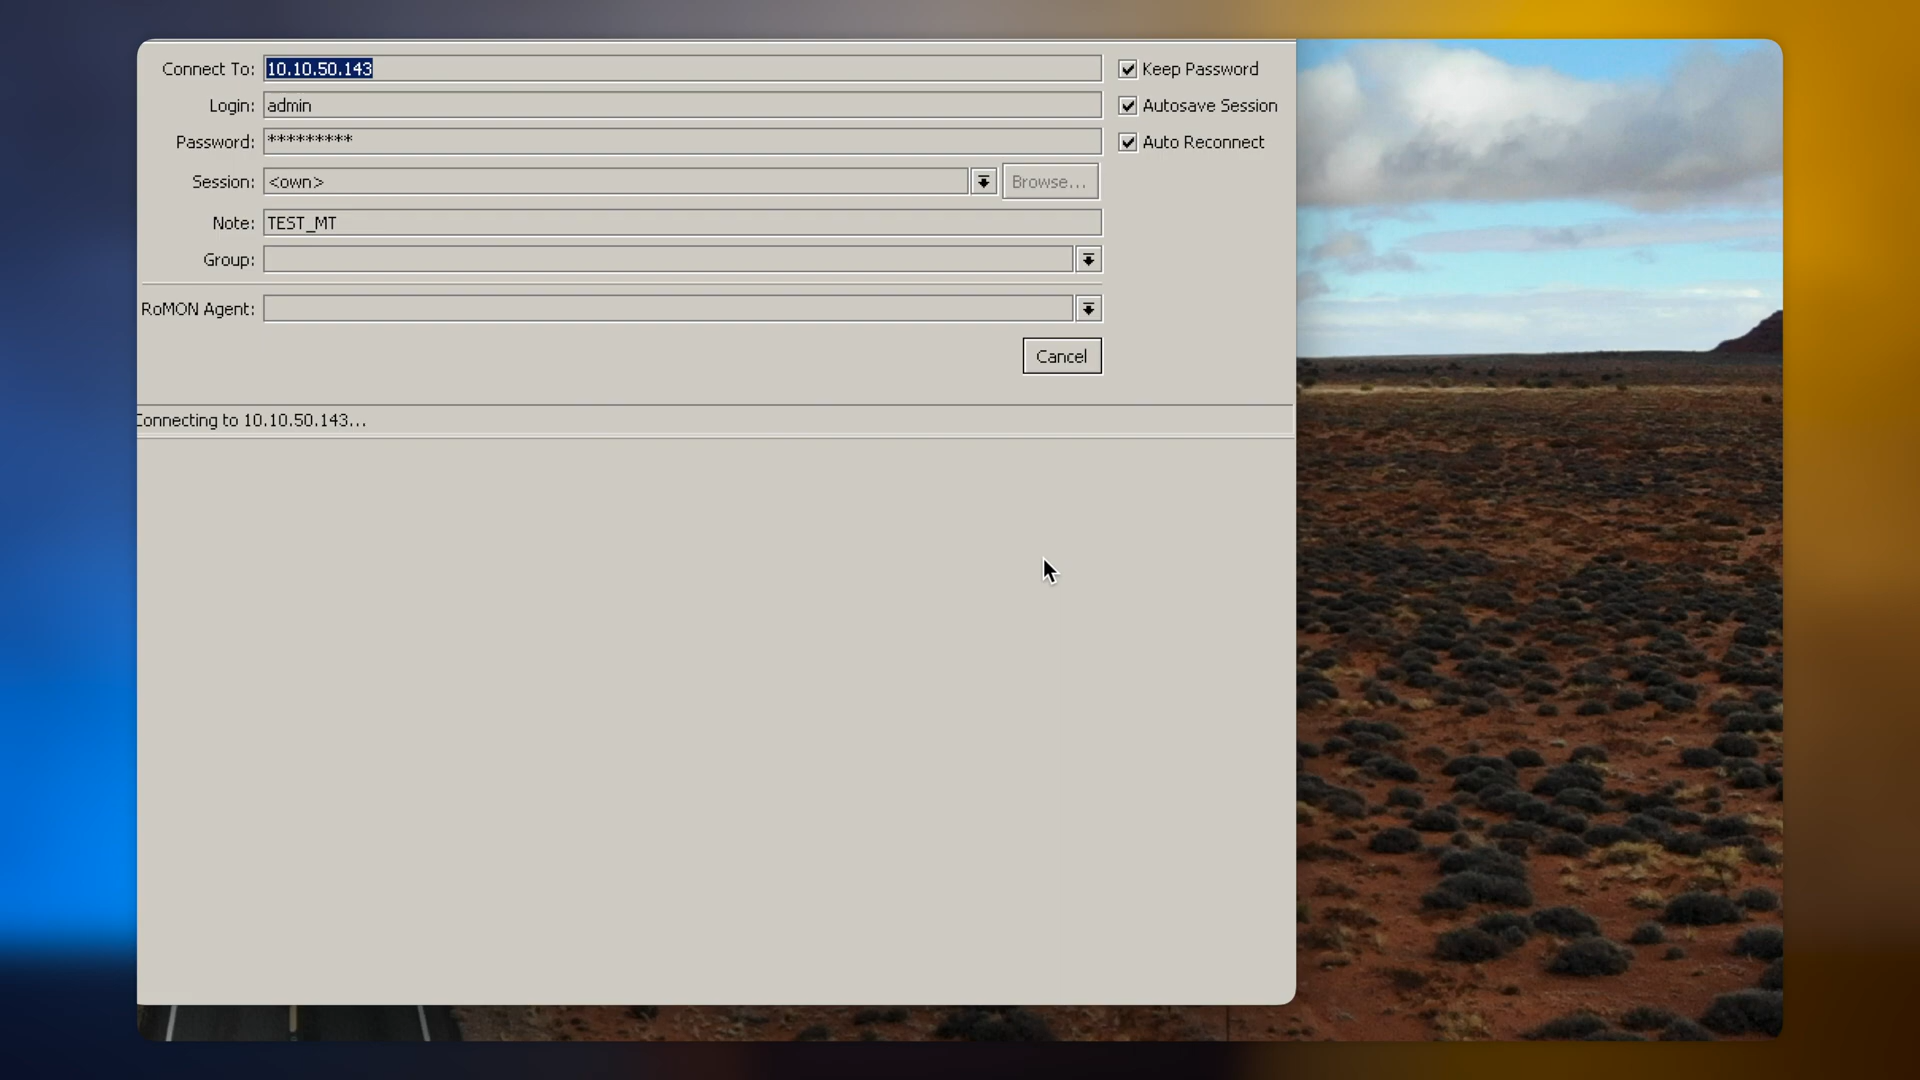 Connect To: 10.10.50.143 Keep Password
Login: admin Autosave Session
Password: ********* Auto Reconnect
Session: <own> Browse...
Note: TEST_MT
Group:
RoMON Agent:
Cancel
Connecting to 10.10.50.143...